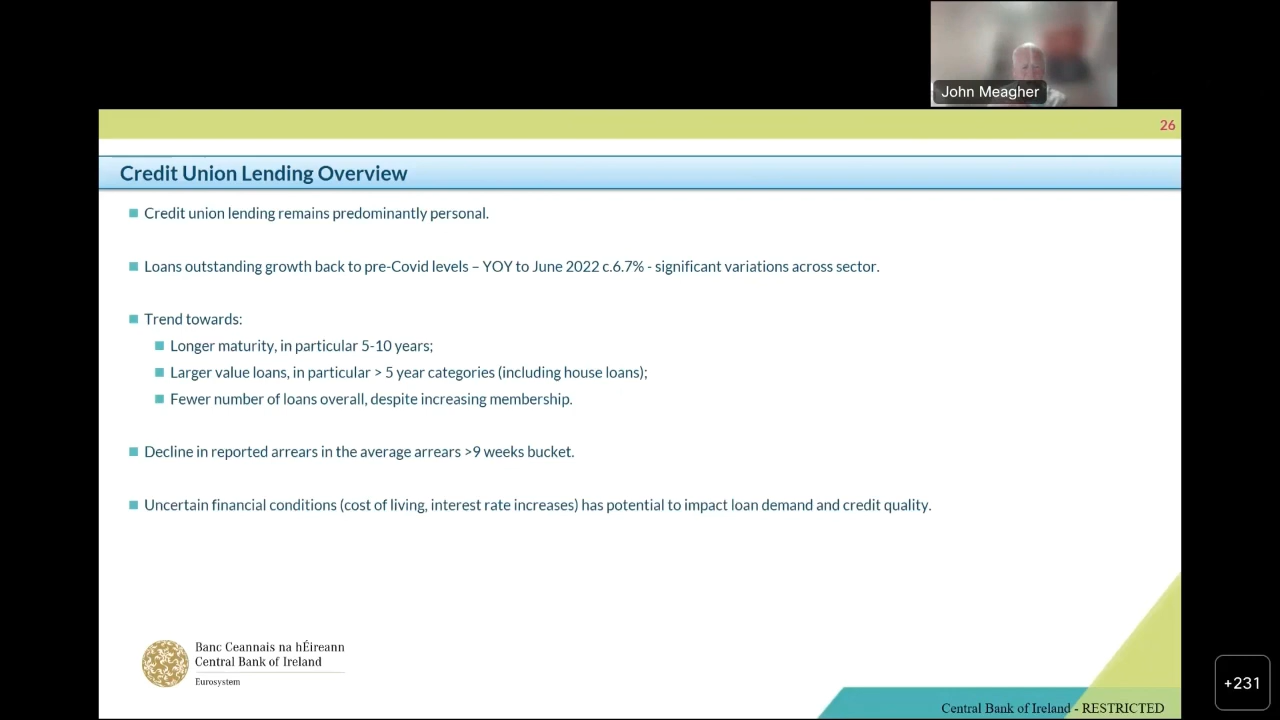 John Meagher
26
Credit Union Lending Overview
Credit union lending remains predominantly personal.
Loans outstanding growth back to pre-Covid levels – YOY to June 2022 c.6.7% - significant variations across sector.
Trend towards:
Longer maturity, in particular 5-10 years;
Larger value loans, in particular > 5 year categories (including house loans);
Fewer number of loans overall, despite increasing membership.
Decline in reported arrears in the average arrears >9 weeks bucket.
Uncertain financial conditions (cost of living, interest rate increases) has potential to impact loan demand and credit quality.
Banc Ceannais na hÉireann
Central Bank of Ireland
Eurosystem
+231
Central Bank of Ireland - RESTRICTED